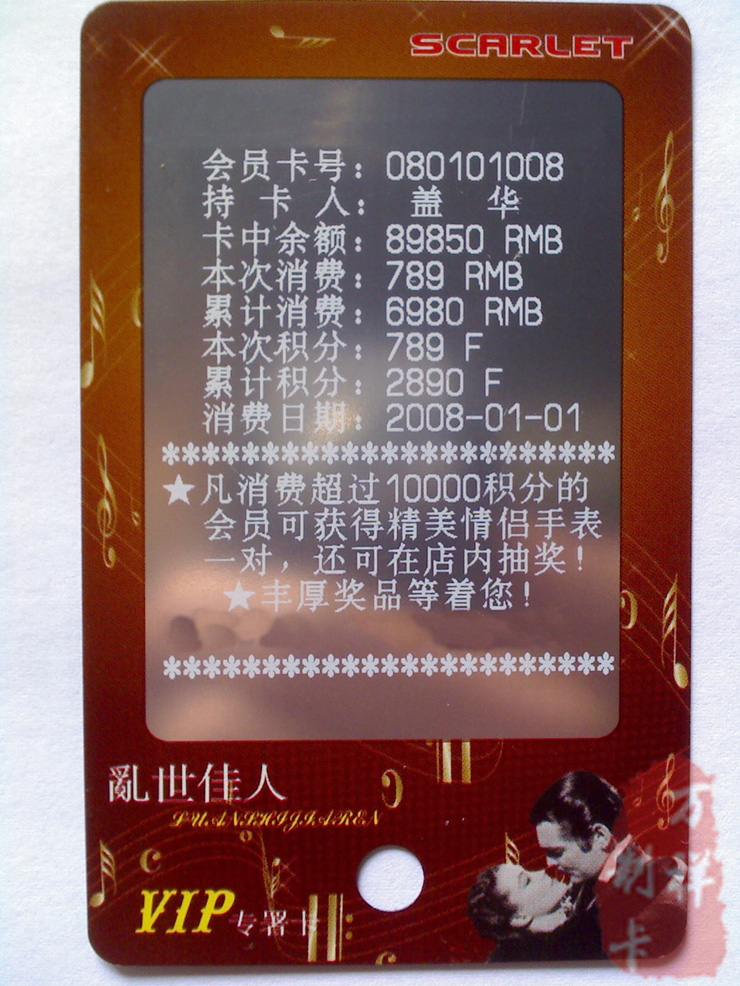 SCARLET
会员卡号：080101008
持 卡 人： 盖 华
卡中余额：89850 RMB
本次消费：789 RMB
累计消费：6980 RMB
本次积分：789 F
累计积分：2890 F
消费日期：2008-01-01
***********************
★凡消费超过10000积分的
会员可获得精美情侣手表
一对，还可在店内抽奖！
★丰厚奖品等着您！
***********************
亂世佳人
LUANSHIJIAREN
VIP专署卡
万祥制卡